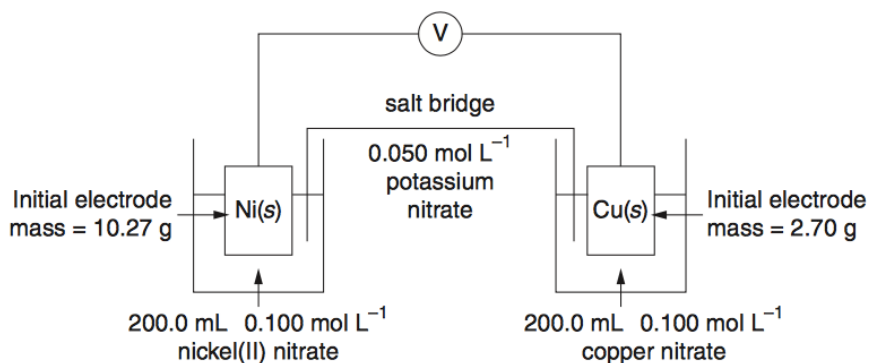 V
salt bridge
0.050 mol L⁻¹
potassium
nitrate
Initial electrode
mass = 10.27 g
Ni(s)
Cu(s)
Initial electrode
mass = 2.70 g
200.0 mL 0.100 mol L⁻¹
nickel(II) nitrate
200.0 mL 0.100 mol L⁻¹
copper nitrate